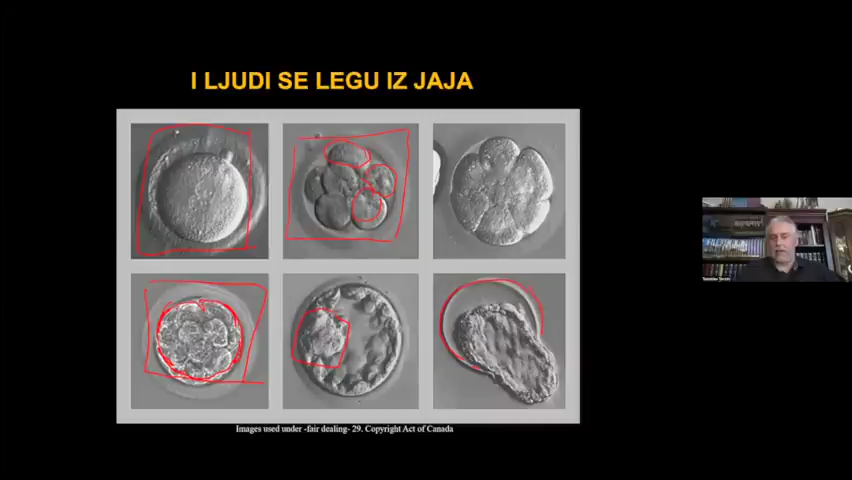 I LJUDI SE LEGU IZ JAJA
Images used under -fair dealing- 29. Copyright Act of Canada